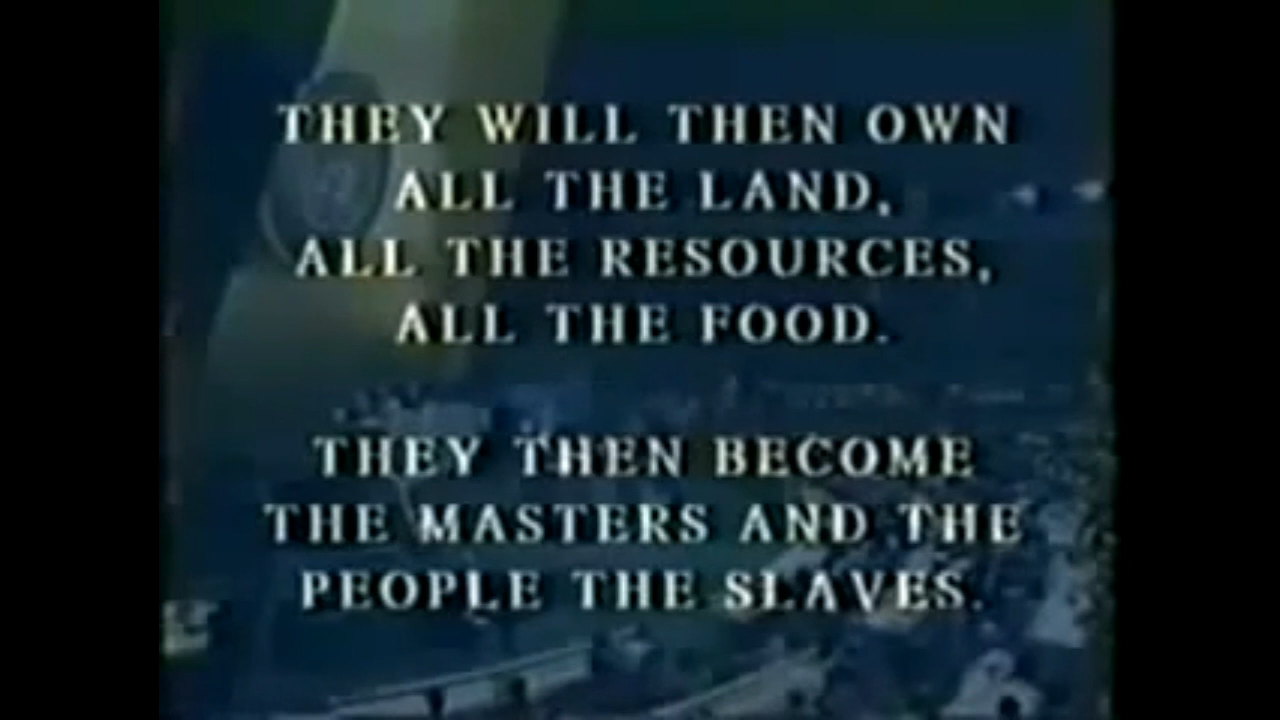 THEY WILL THEN OWN
ALL THE LAND,
ALL THE RESOURCES,
ALL THE FOOD.
THEY THEN BECOME
THE MASTERS AND THE
PEOPLE THE SLAVES.